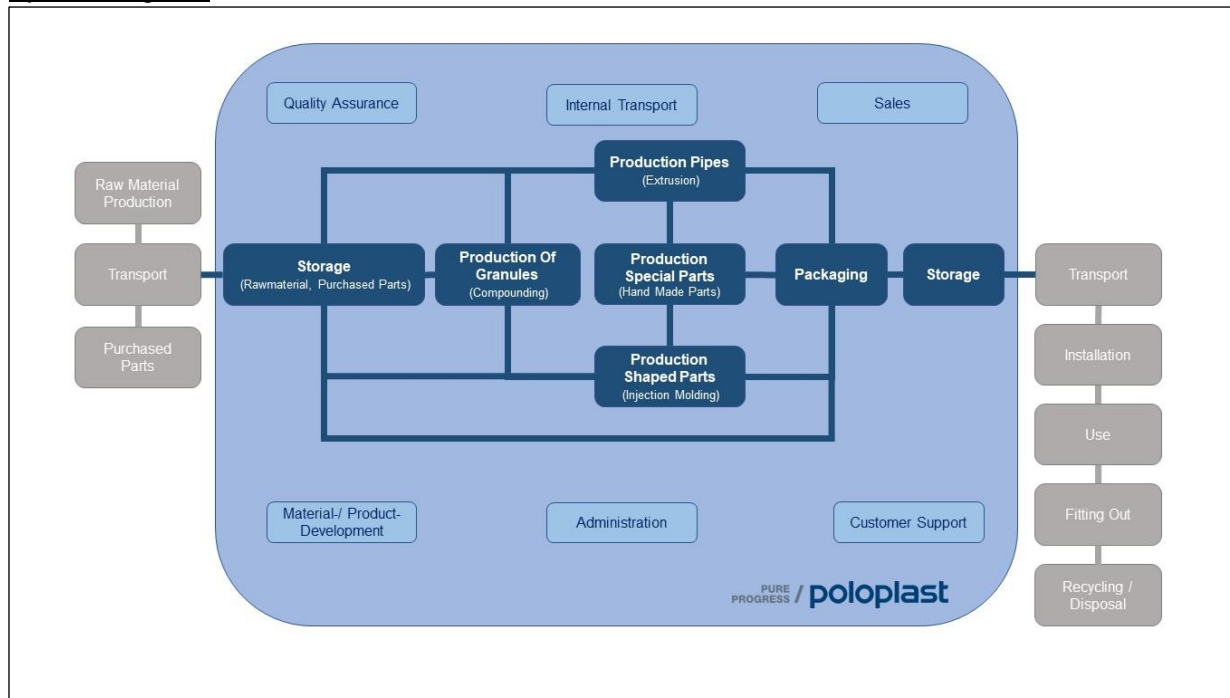 Quality Assurance
Internal Transport
Sales
Raw Material
Production
Transport
Purchased
Parts
Storage
(Rawmaterial, Purchased Parts)
Production Of
Granules
(Compounding)
Production Pipes
(Extrusion)
Production
Special Parts
(Hand Made Parts)
Production
Shaped Parts
(Injection Molding)
Packaging
Storage
Transport
Installation
Use
Fitting Out
Recycling /
Disposal
Material-/ Product-
Development
Administration
Customer Support
PURE
PROGRESS / poloplast